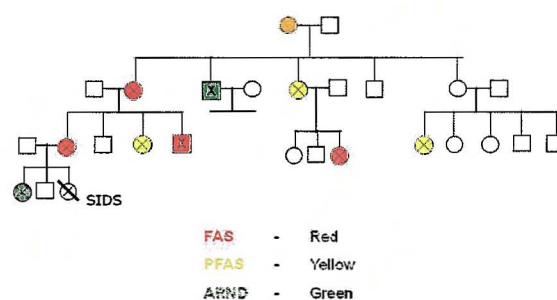 SIDS
FAS - Red
PFAS - Yellow
ARND - Green